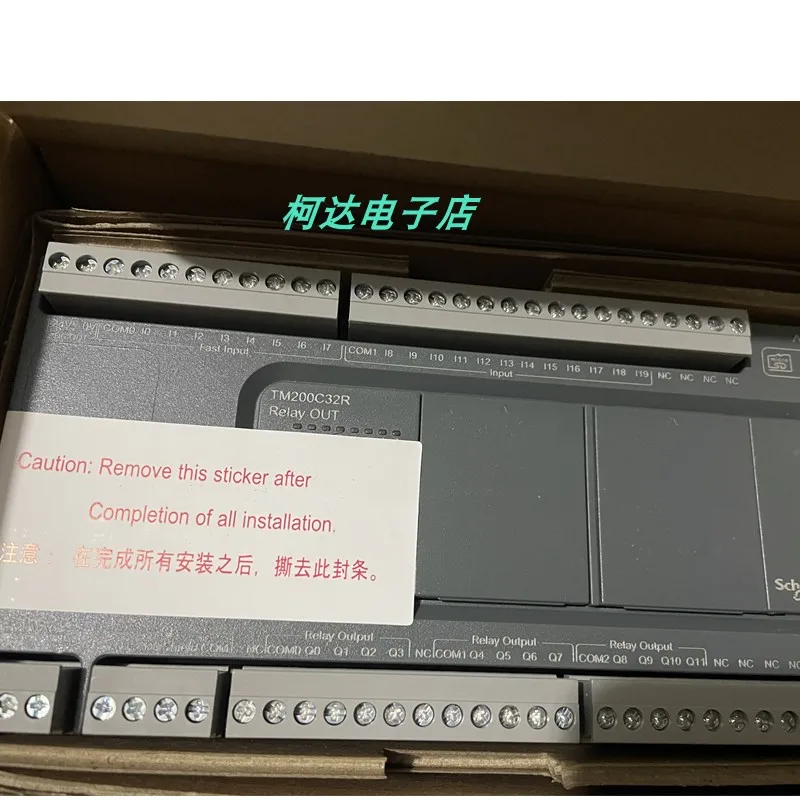 柯达电子店
24V 0V COM0 I0 I1 I2 I3 I4 I5 I6 I7
Fast Input
COM1 I8 I9 I10 I11 I12 I13 I14 I15 I16 I17 I18 I19 NC NC NC NC
Input
TM200C32R
Relay OUT
Caution: Remove this sticker after
Completion of all installation.
注意： 在完成所有安装之后，撕去此封条。
Sch
Relay Output
Relay Output
Relay Output
Shield COM
NC COM0 Q0 Q1 Q2 Q3
NC COM1 Q4 Q5 Q6 Q7
COM2 Q8 Q9 Q10 Q11 NC NC NC NC